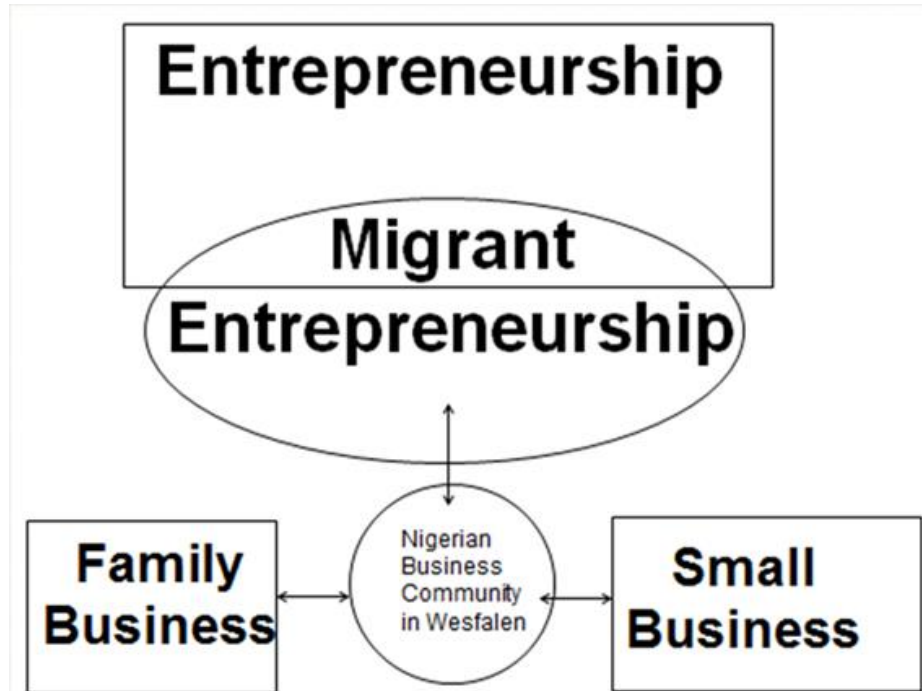 Entrepreneurship
Migrant
Entrepreneurship
Family
Business
Nigerian
Business
Community
in Wesfalen
Small
Business